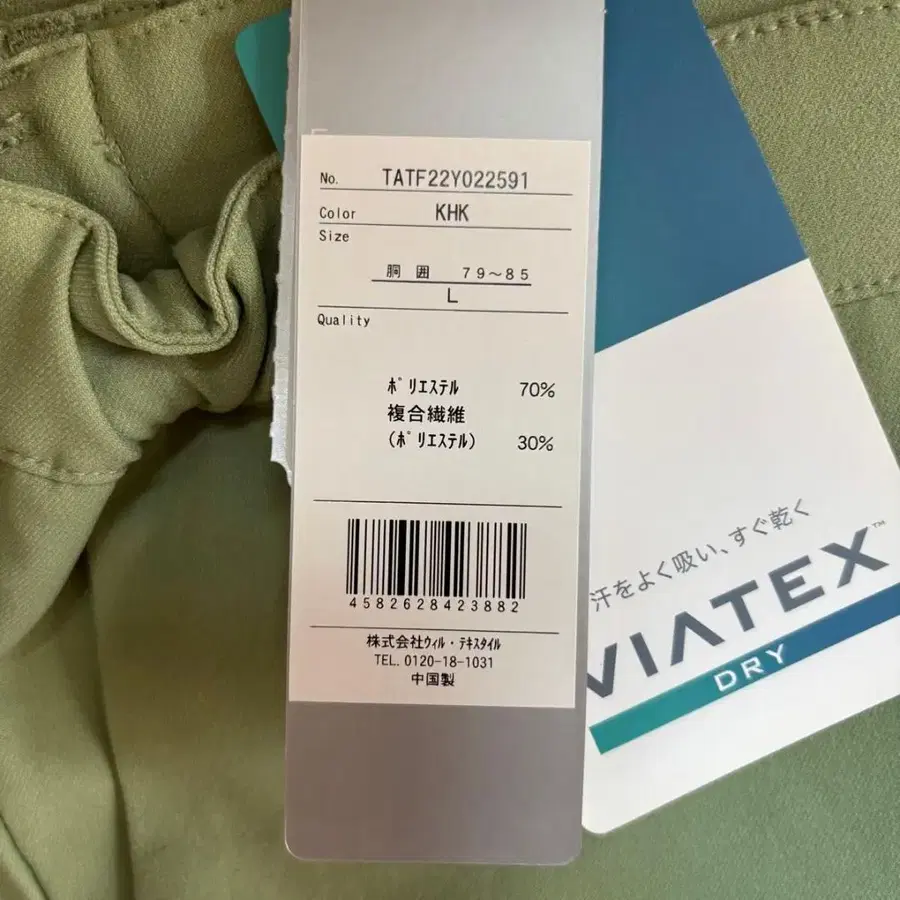 No. TATF22Y022591
Color KHK
Size
胴囲 79～85
L
Quality
ﾎﾟﾘｴｽﾃﾙ 70%
複合繊維
(ﾎﾟﾘｴｽﾃﾙ) 30%
4582628423882
株式会社ｳｨﾙ・ﾃｷｽﾀｲﾙ
TEL. 0120-18-1031
中国製
汗をよく吸い、すぐ乾く
VIATEX™
DRY